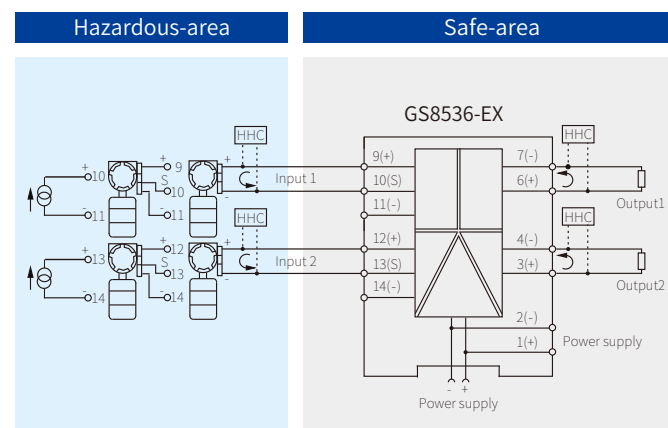 Hazardous-area
Safe-area
GS8536-EX
HHC
HHC
+ + +
9(+) 7(-)
10 9
S
10 - Input 1 10(S) 6(+)
- -
11 11 11(-) Output1
HHC
HHC
+ + +
12 12(+) 4(-)
13 S
13 - Input 2 13(S) 3(+)
- -
14 14 14(-) Output2
2(-)
1(+) Power supply
- +
Power supply